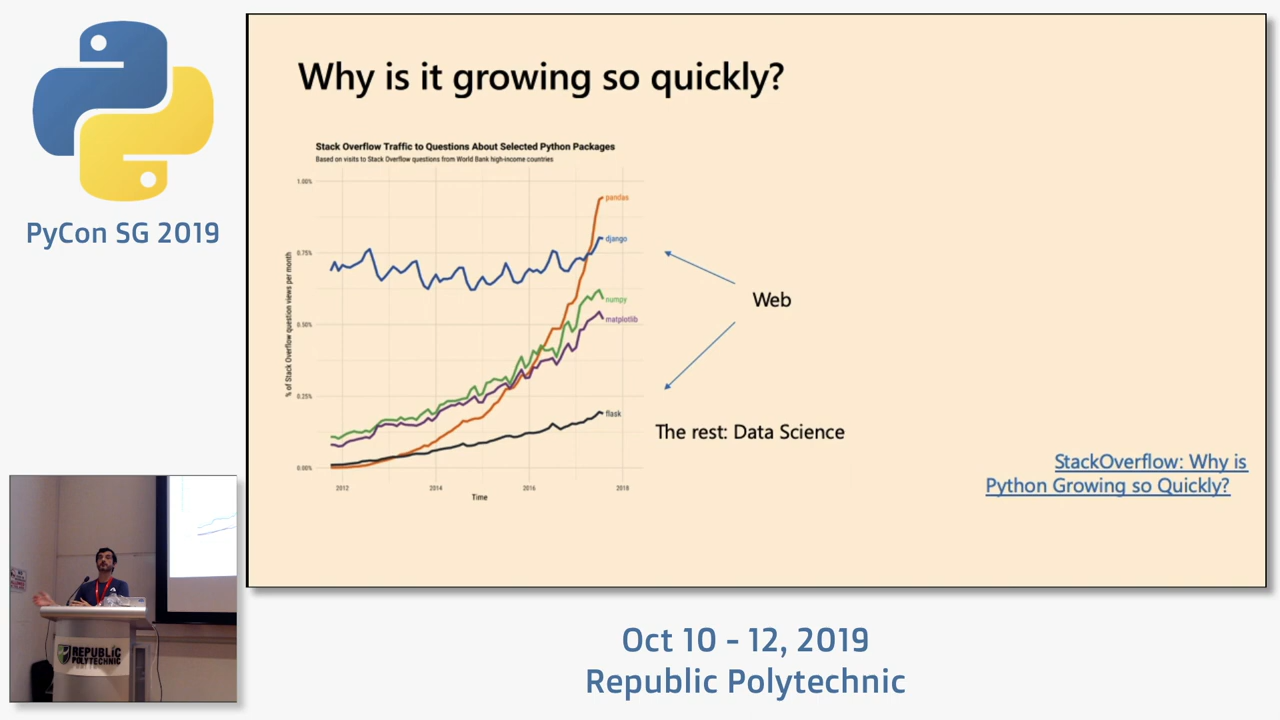 PyCon SG 2019
Why is it growing so quickly?
Stack Overflow Traffic to Questions About Selected Python Packages
Based on visits to Stack Overflow questions from World Bank high-income countries
% of Stack Overflow question views per month
1.00%
0.75%
0.50%
0.25%
0.00%
pandas
django
numpy
matplotlib
flask
2012
2014
2016
2018
Time
Web
The rest: Data Science
StackOverflow: Why is
Python Growing so Quickly?
REPUBLIC
POLYTECHNIC
Oct 10 - 12, 2019
Republic Polytechnic